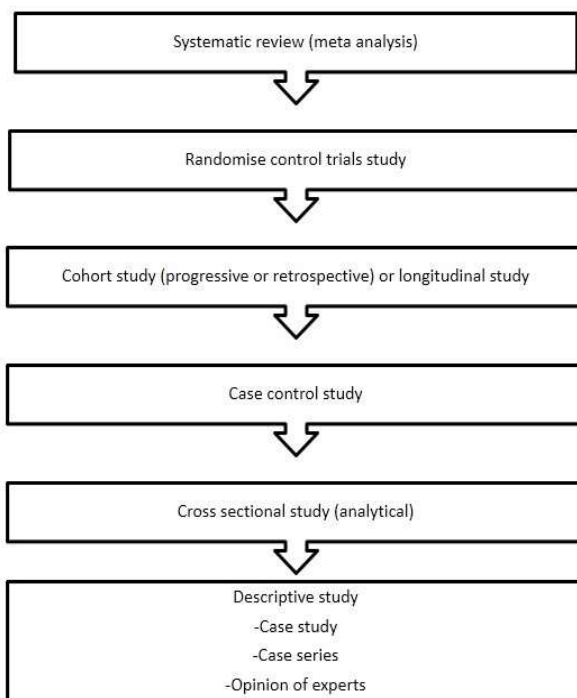 Systematic review (meta analysis)
Randomise control trials study
Cohort study (progressive or retrospective) or longitudinal study
Case control study
Cross sectional study (analytical)
Descriptive study
-Case study
-Case series
-Opinion of experts